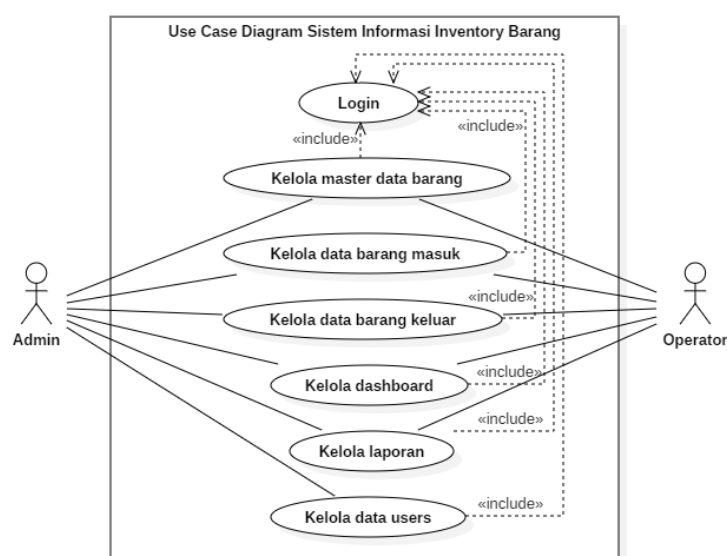 Use Case Diagram Sistem Informasi Inventory Barang
Login
«include»
«include»
Kelola master data barang
Kelola data barang masuk
«include»
Kelola data barang keluar
Admin
Operator
«include»
Kelola dashboard
«include»
Kelola laporan
«include»
Kelola data users